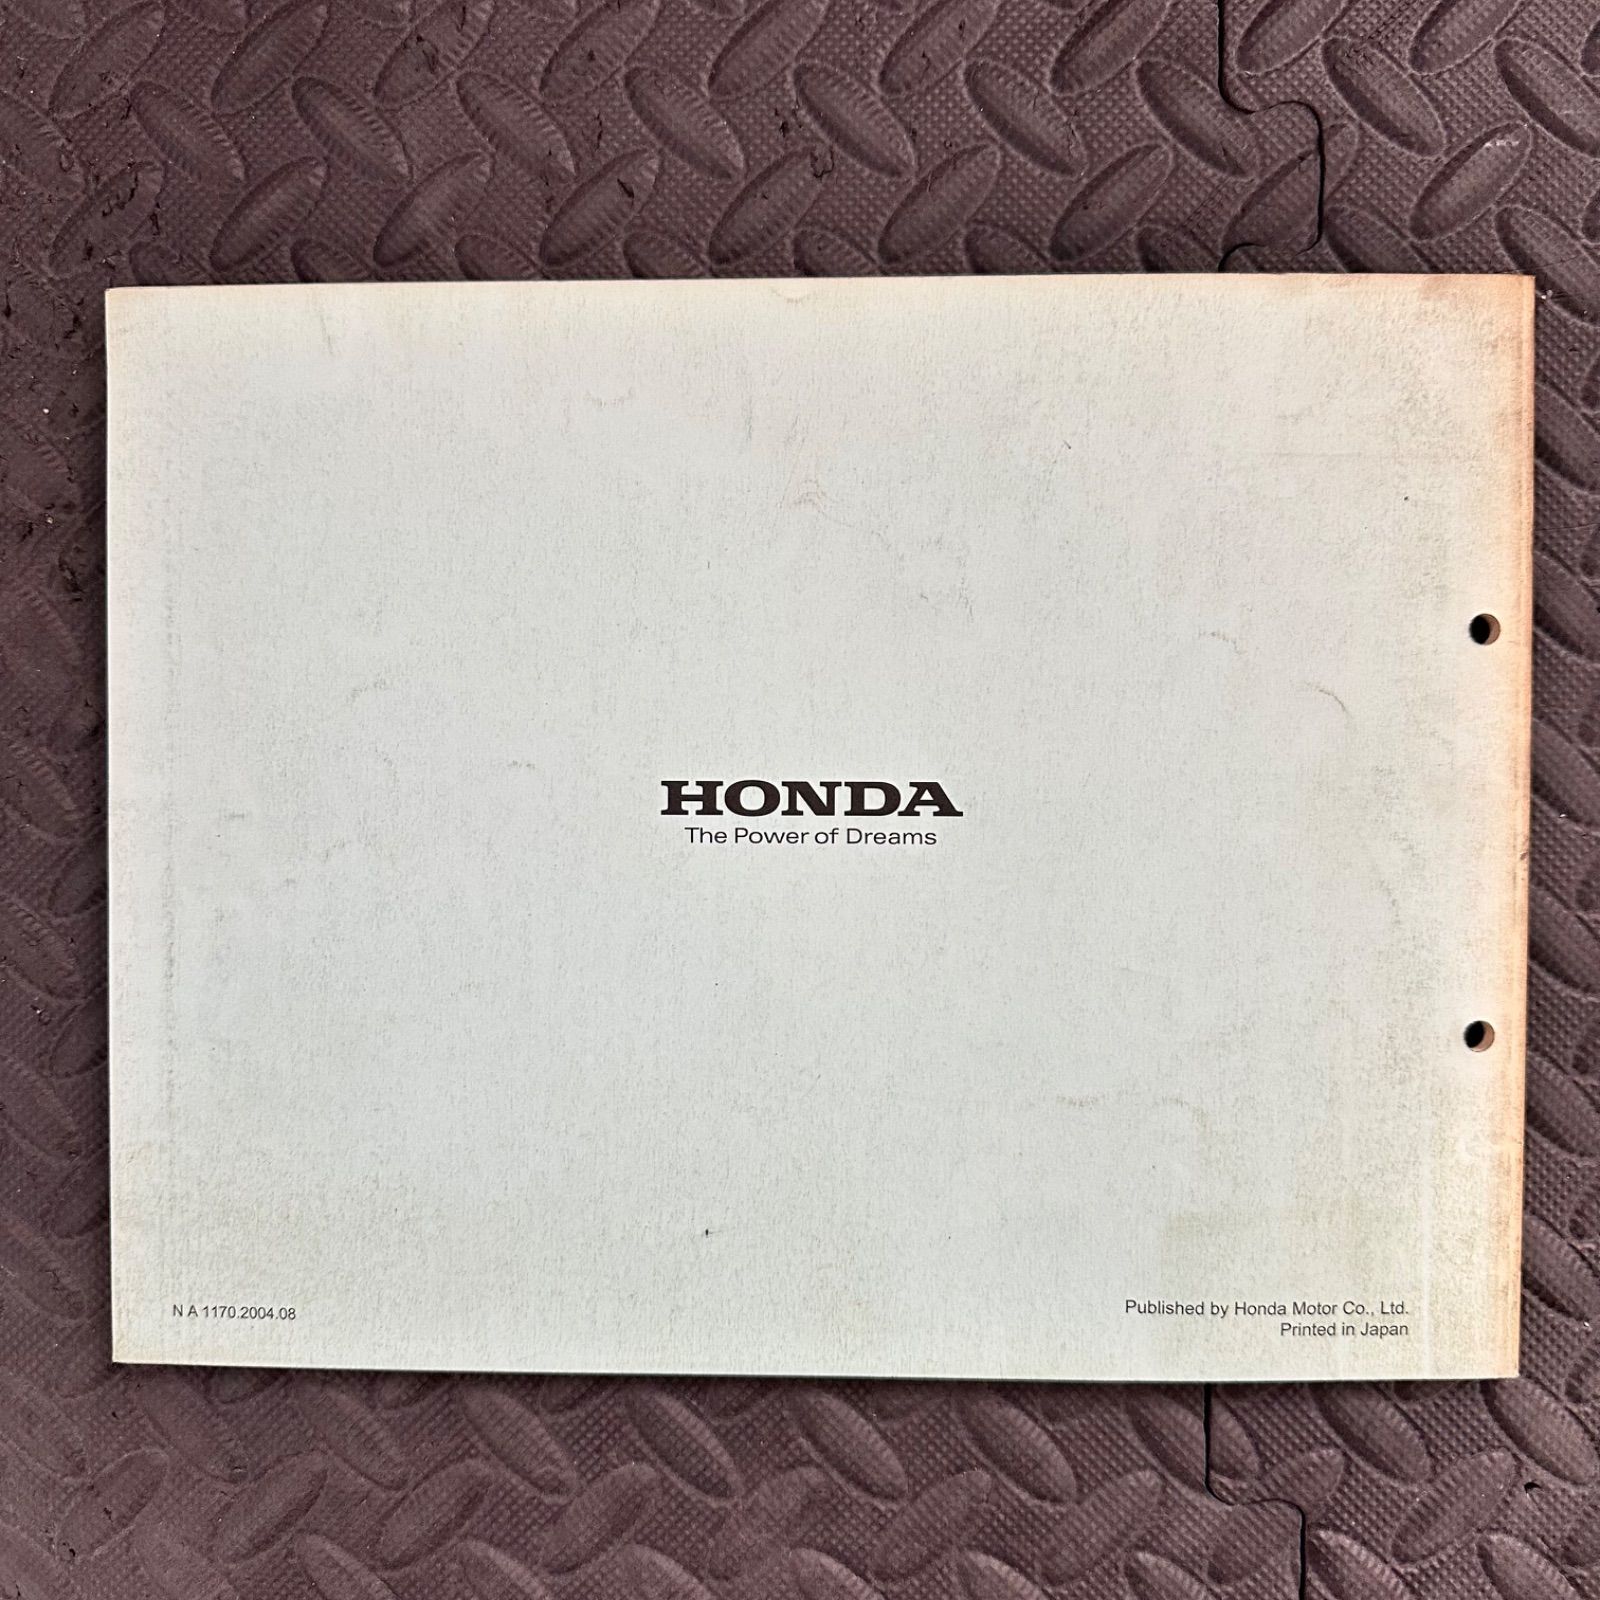 HONDA
The Power of Dreams
N A 1170.2004.08
Published by Honda Motor Co., Ltd.
Printed in Japan